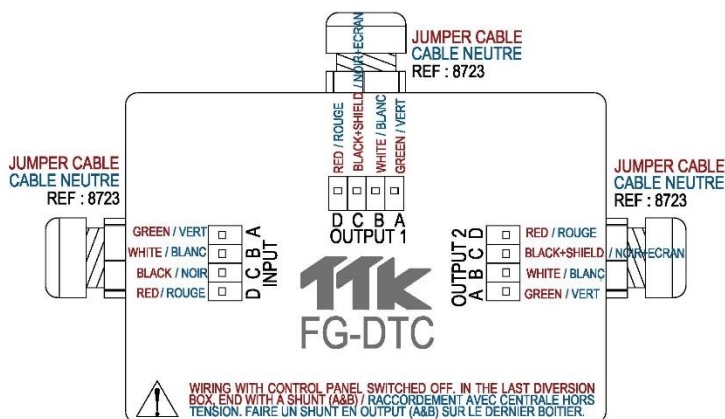 JUMPER CABLE
CABLE NEUTRE
REF : 8723
RED / ROUGE
BLACK+SHIELD / NOIR+ECRAN
WHITE / BLANC
GREEN / VERT
D C B A
OUTPUT 1
JUMPER CABLE
CABLE NEUTRE
REF : 8723
GREEN / VERT
WHITE / BLANC
BLACK / NOIR
RED / ROUGE
A
B
C
D
INPUT
JUMPER CABLE
CABLE NEUTRE
REF : 8723
OUTPUT 2
D
C
B
A
RED / ROUGE
BLACK+SHIELD / NOIR+ECRAN
WHITE / BLANC
GREEN / VERT
TTK
FG-DTC
WIRING WITH CONTROL PANEL SWITCHED OFF. IN THE LAST DIVERSION
BOX, END WITH A SHUNT (A&B) / RACCORDEMENT AVEC CENTRALE HORS
TENSION. FAIRE UN SHUNT EN OUTPUT (A&B) SUR LE DERNIER BOITIER.